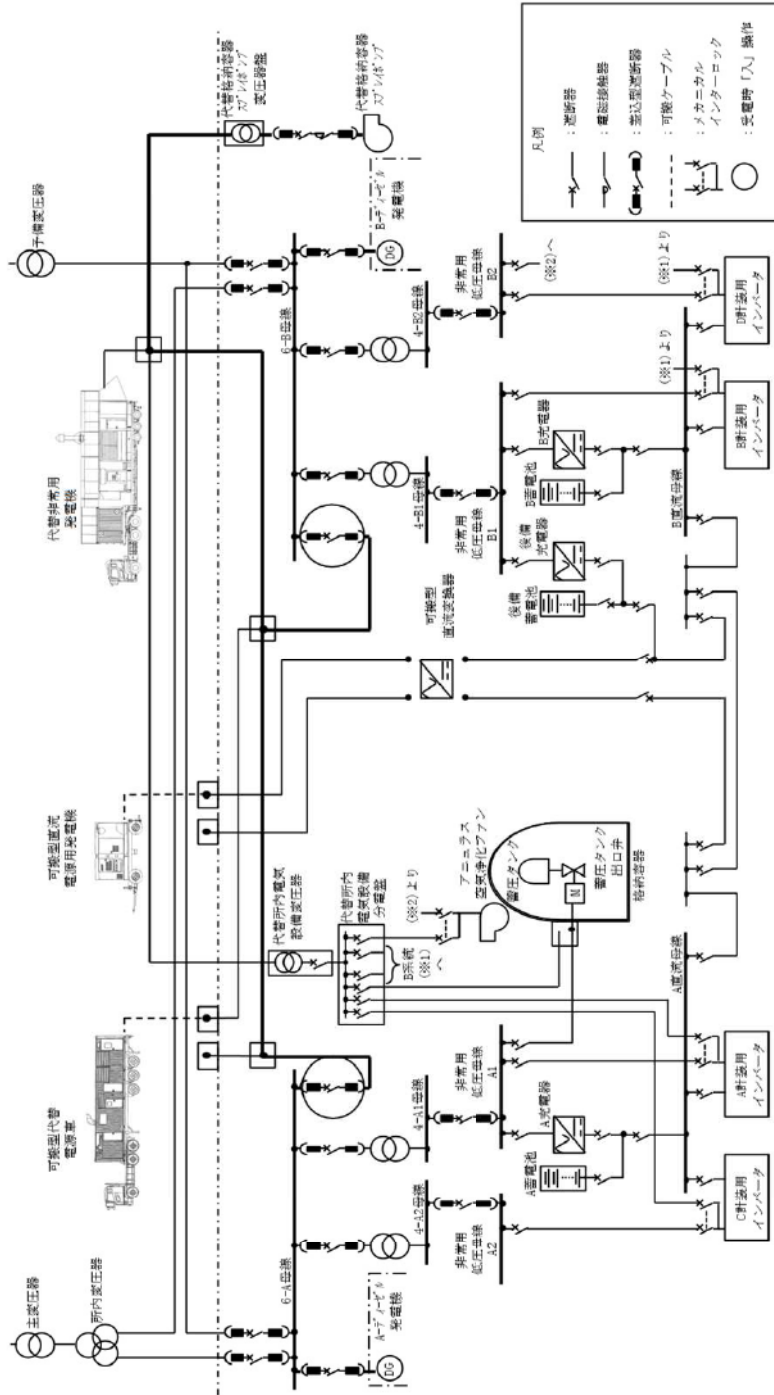 主変圧器
所内変圧器
可搬型代替
電源車
可搬型直流
電源用発電機
代替非常用
発電機
予備変圧器
代替格納容器
スプレイポンプ
変圧器盤
代替格納容器
スプレイポンプ
6-A母線
A-ディーゼル
発電機
DG
4-A2母線
4-A1母線
非常用
低圧母線
A2
非常用
低圧母線
A1
A蓄電池
A充電器
A直流母線
C計装用
インバータ
A計装用
インバータ
代替所内電気
設備変圧器
代替所内
電気設備
分電盤
B系統
(※1)
へ
(※2)より
アニュラス
空気浄化ファン
蓄圧タンク
M
蓄圧タンク
出口弁
格納容器
可搬型
直流変換器
6-B母線
B-ディーゼル
発電機
DG
4-B1母線
4-B2母線
非常用
低圧母線
B1
非常用
低圧母線
B2
(※2)へ
後備
蓄電池
後備
充電器
B蓄電池
B充電器
B直流母線
(※1)より
(※1)より
B計装用
インバータ
D計装用
インバータ
凡例
：遮断器
：電磁接触器
：差込型遮断器
：可搬ケーブル
：メカニカル
インターロック
：受電時「入」操作